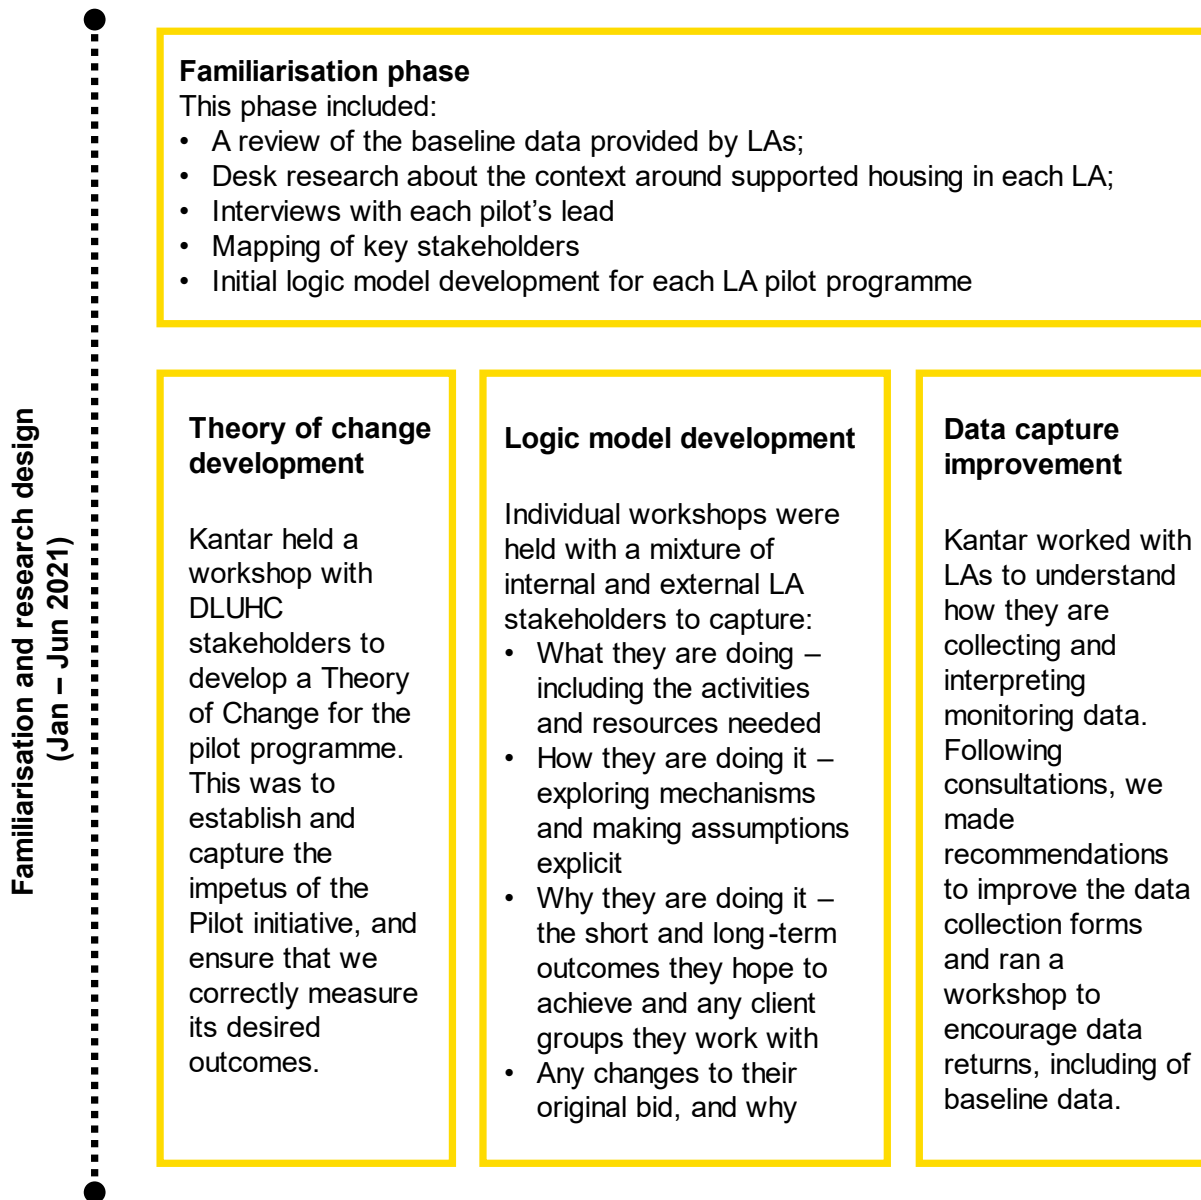 Familiarisation and research design
(Jan – Jun 2021)
Familiarisation phase
This phase included:
• A review of the baseline data provided by LAs;
• Desk research about the context around supported housing in each LA;
• Interviews with each pilot's lead
• Mapping of key stakeholders
• Initial logic model development for each LA pilot programme
Theory of change
development
Kantar held a
workshop with
DLUHC
stakeholders to
develop a Theory
of Change for the
pilot programme.
This was to
establish and
capture the
impetus of the
Pilot initiative, and
ensure that we
correctly measure
its desired
outcomes.
Logic model development
Individual workshops were
held with a mixture of
internal and external LA
stakeholders to capture:
• What they are doing –
including the activities
and resources needed
• How they are doing it –
exploring mechanisms
and making assumptions
explicit
• Why they are doing it –
the short and long-term
outcomes they hope to
achieve and any client
groups they work with
• Any changes to their
original bid, and why
Data capture
improvement
Kantar worked with
LAs to understand
how they are
collecting and
interpreting
monitoring data.
Following
consultations, we
made
recommendations
to improve the data
collection forms
and ran a
workshop to
encourage data
returns, including of
baseline data.